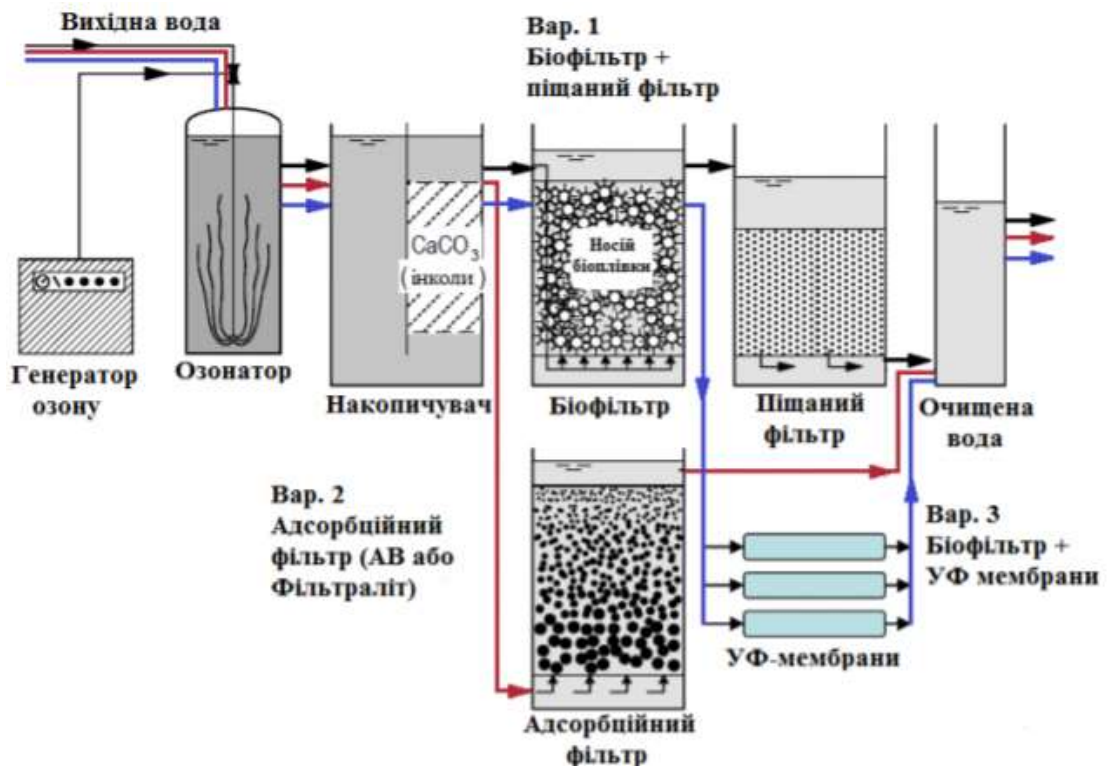 Вихідна вода
Вар. 1
Біофільтр +
піщаний фільтр
CaCO3
(інколи)
Носій
біоплівки
Генератор
озону
Озонатор
Накопичувач
Біофільтр
Піщаний
фільтр
Очищена
вода
Вар. 2
Адсорбційний
фільтр (АВ або
Фільтраліт)
Вар. 3
Біофільтр +
УФ мембрани
УФ-мембрани
Адсорбційний
фільтр